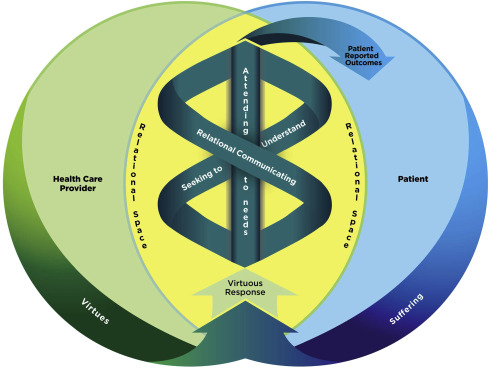 Patient
Reported
Outcomes
Attending
to needs
Relational Communicating
Seeking to
Understand
Relational Space
Relational Space
Health Care
Provider
Patient
Virtuous
Response
Virtues
Suffering